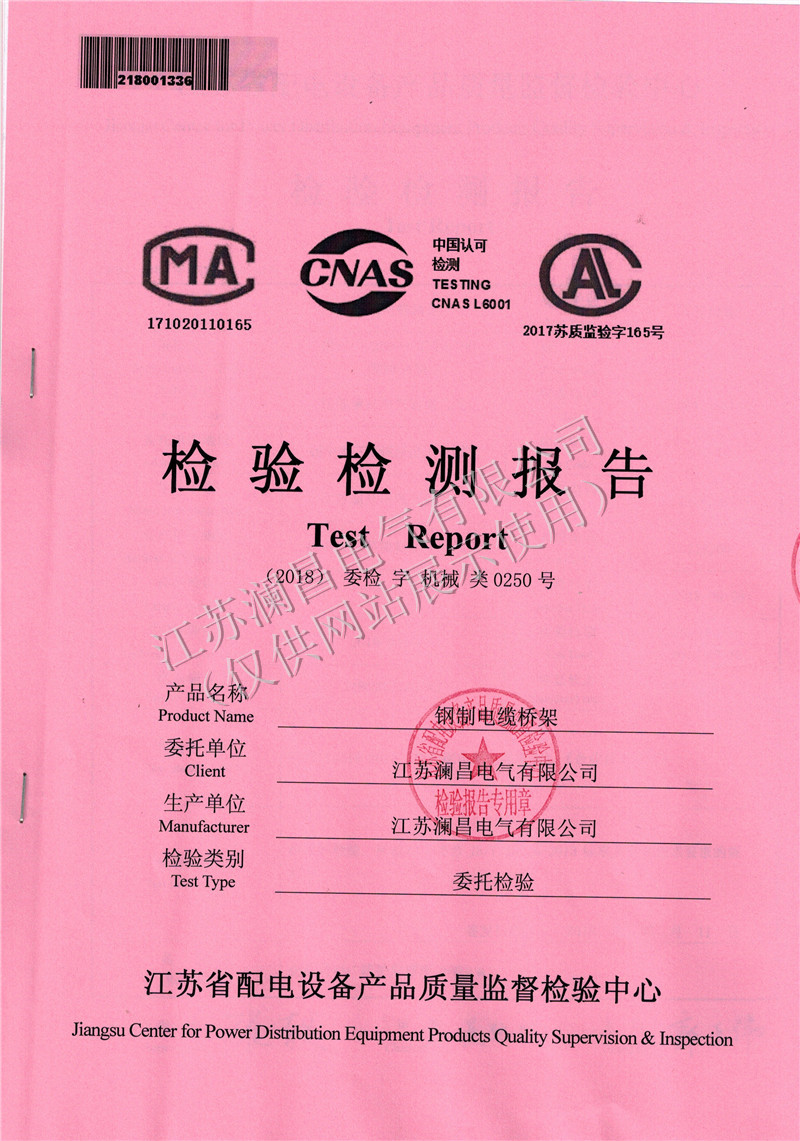 218001336
MA
171020110165
CNAS
中国认可
检测
TESTING
CNAS L6001
CAL
2017苏质监验字165号
检验检测报告
Test Report
（2018） 委检 字 机械 类0250号
江苏澜昌电气有限公司
（仅供网站展示使用）
产品名称
Product Name
钢制电缆桥架
委托单位
Client
江苏澜昌电气有限公司
生产单位
Manufacturer
江苏澜昌电气有限公司
检验类别
Test Type
委托检验
检验报告专用章
江苏省配电设备产品质量监督检验中心
Jiangsu Center for Power Distribution Equipment Products Quality Supervision & Inspection